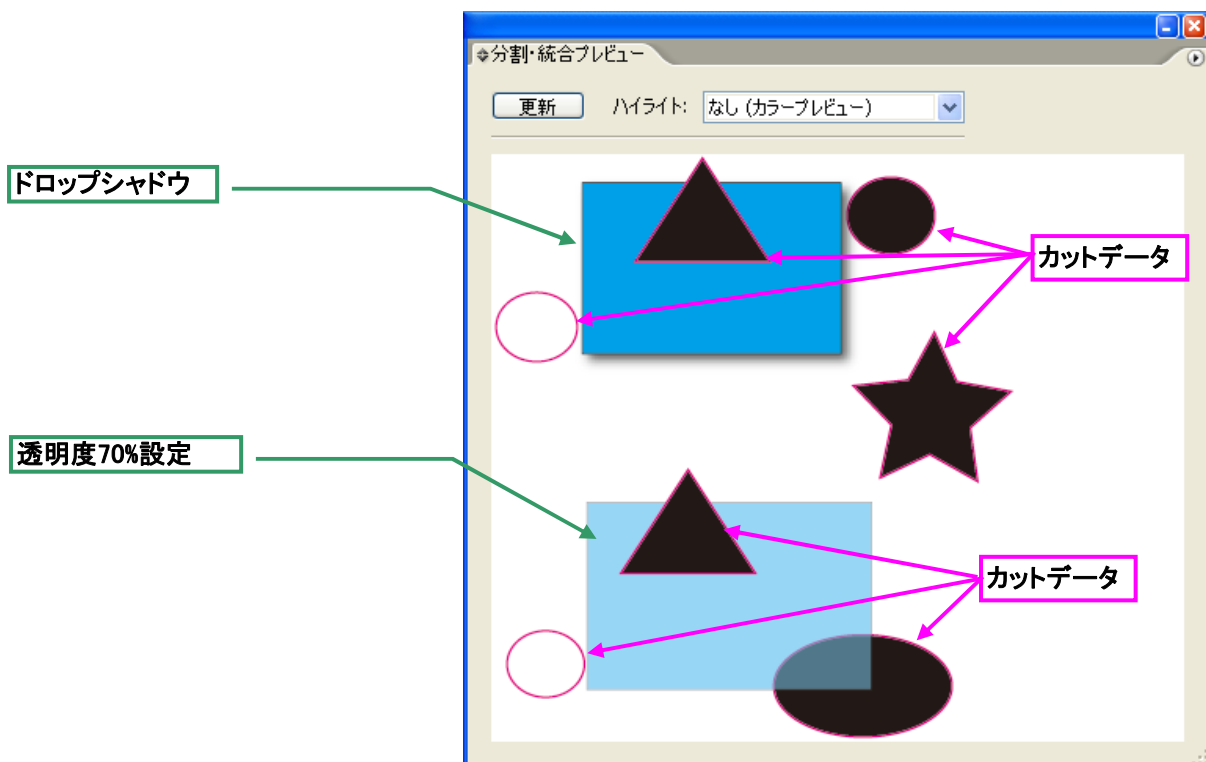 分割・統合プレビュー
更新 ハイライト: なし (カラープレビュー)
ドロップシャドウ
カットデータ
透明度70%設定
カットデータ